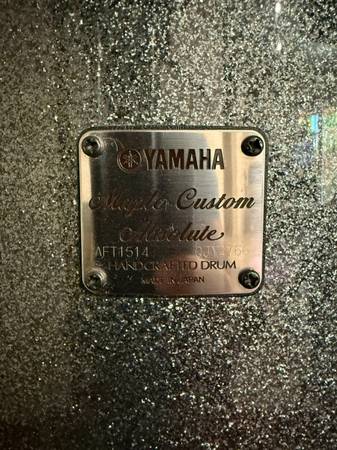 YAMAHA
Maple Custom
Absolute
AFT1514
HANDCRAFTED DRUM
MADE IN JAPAN